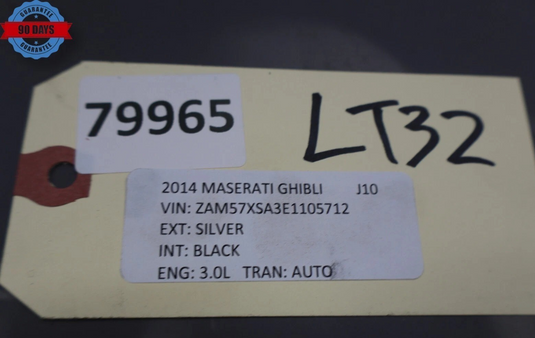 GUARANTEE
90 DAYS
GUARANTEE
79965
LT32
2014 MASERATI GHIBLI J10
VIN: ZAM57XSA3E1105712
EXT: SILVER
INT: BLACK
ENG: 3.0L TRAN: AUTO